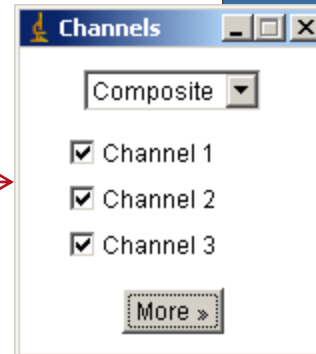 Channels
Composite
Channel 1
Channel 2
Channel 3
More »